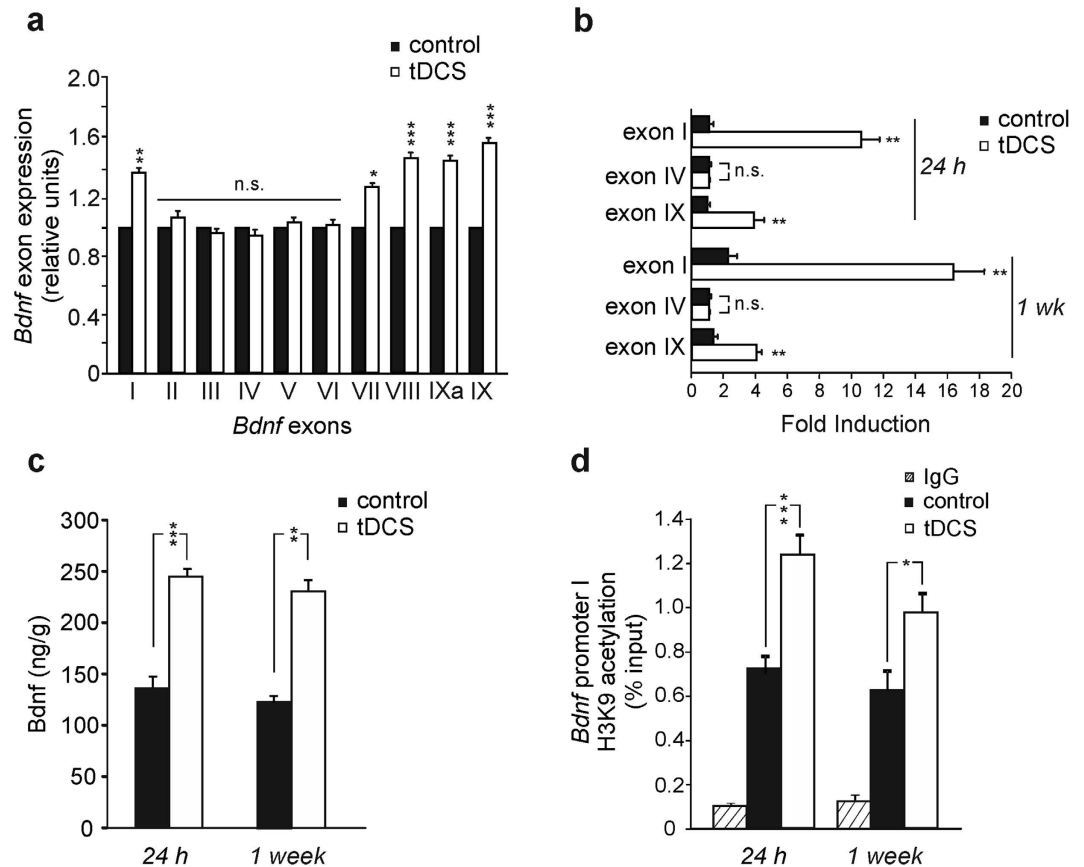 a
control
tDCS
Bdnf exon expression
(relative units)
2.0
1.6
1.2
0.8
0.4
0
**
n.s.
*
***
***
***
I II III IV V VI VII VIII IXa IX
Bdnf exons
b
control
tDCS
exon I
**
exon IV
n.s.
exon IX
**
24 h
exon I
**
exon IV
n.s.
exon IX
**
1 wk
0 2 4 6 8 10 12 14 16 18 20
Fold Induction
c
control
tDCS
Bdnf (ng/g)
300
250
200
150
100
50
0
***
**
24 h 1 week
d
IgG
control
tDCS
Bdnf promoter I
H3K9 acetylation
(% input)
1.4
1.2
1.0
0.8
0.6
0.4
0.2
0
***
*
24 h 1 week